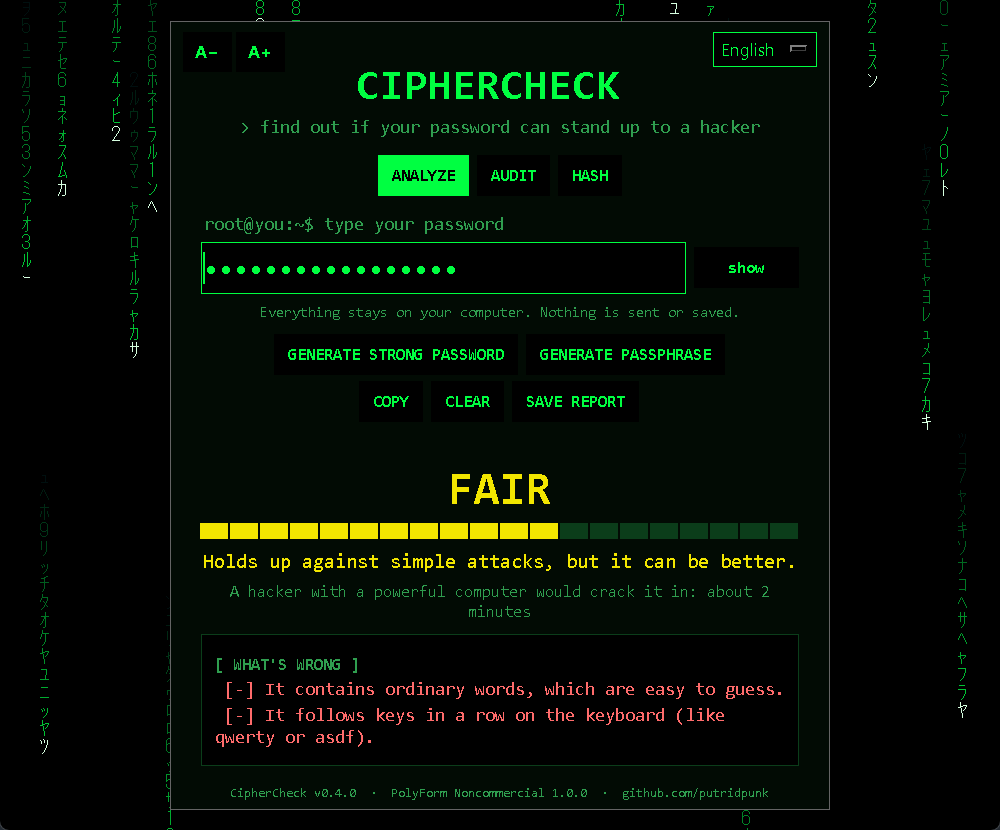 A- A+ English
CIPHERCHECK
> find out if your password can stand up to a hacker
ANALYZE AUDIT HASH
root@you:~$ type your password
●●●●●●●●●●●●●●●●● show
Everything stays on your computer. Nothing is sent or saved.
GENERATE STRONG PASSWORD GENERATE PASSPHRASE
COPY CLEAR SAVE REPORT
FAIR
Holds up against simple attacks, but it can be better.
A hacker with a powerful computer would crack it in: about 2
minutes
[ WHAT'S WRONG ]
[-] It contains ordinary words, which are easy to guess.
[-] It follows keys in a row on the keyboard (like
qwerty or asdf).
CipherCheck v0.4.0 · PolyForm Noncommercial 1.0.0 · github.com/putridpunk